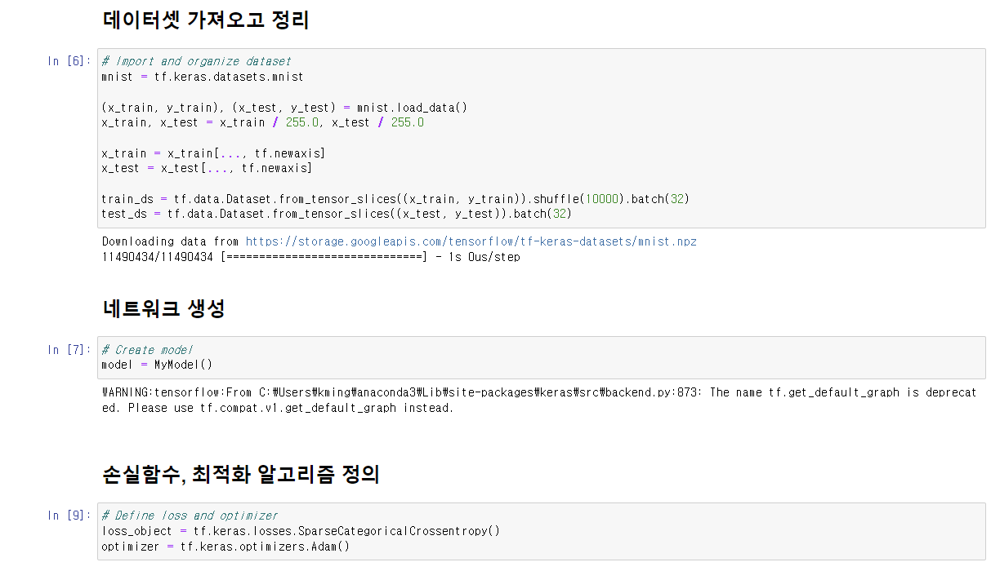 데이터셋 가져오고 정리
In [6]: # Import and organize dataset
mnist = tf.keras.datasets.mnist
(x_train, y_train), (x_test, y_test) = mnist.load_data()
x_train, x_test = x_train / 255.0, x_test / 255.0
x_train = x_train[..., tf.newaxis]
x_test = x_test[..., tf.newaxis]
train_ds = tf.data.Dataset.from_tensor_slices((x_train, y_train)).shuffle(10000).batch(32)
test_ds = tf.data.Dataset.from_tensor_slices((x_test, y_test)).batch(32)
Downloading data from https://storage.googleapis.com/tensorflow/tf-keras-datasets/mnist.npz
11490434/11490434 [==============================] - 1s 0us/step
네트워크 생성
In [7]: # Create model
model = MyModel()
WARNING:tensorflow:From C:₩Users₩kming₩anaconda3₩Lib₩site-packages₩keras₩src₩backend.py:873: The name tf.get_default_graph is deprecat
ed. Please use tf.compat.v1.get_default_graph instead.
손실함수, 최적화 알고리즘 정의
In [9]: # Define loss and optimizer
loss_object = tf.keras.losses.SparseCategoricalCrossentropy()
optimizer = tf.keras.optimizers.Adam()